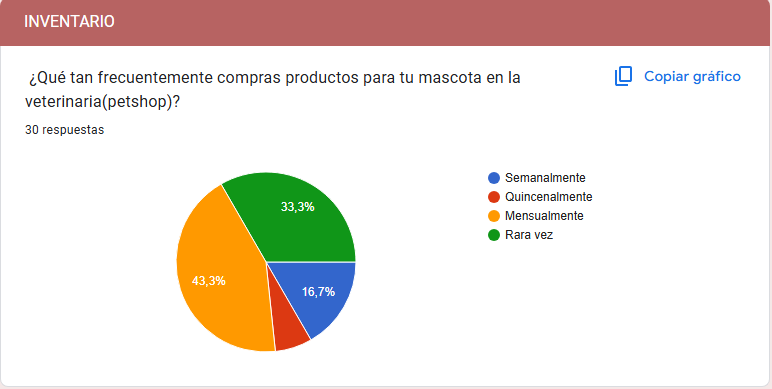 INVENTARIO
¿Qué tan frecuentemente compras productos para tu mascota en la
veterinaria(petshop)?
Copiar gráfico
30 respuestas
33,3%
43,3%
16,7%
Semanalmente
Quincenalmente
Mensualmente
Rara vez